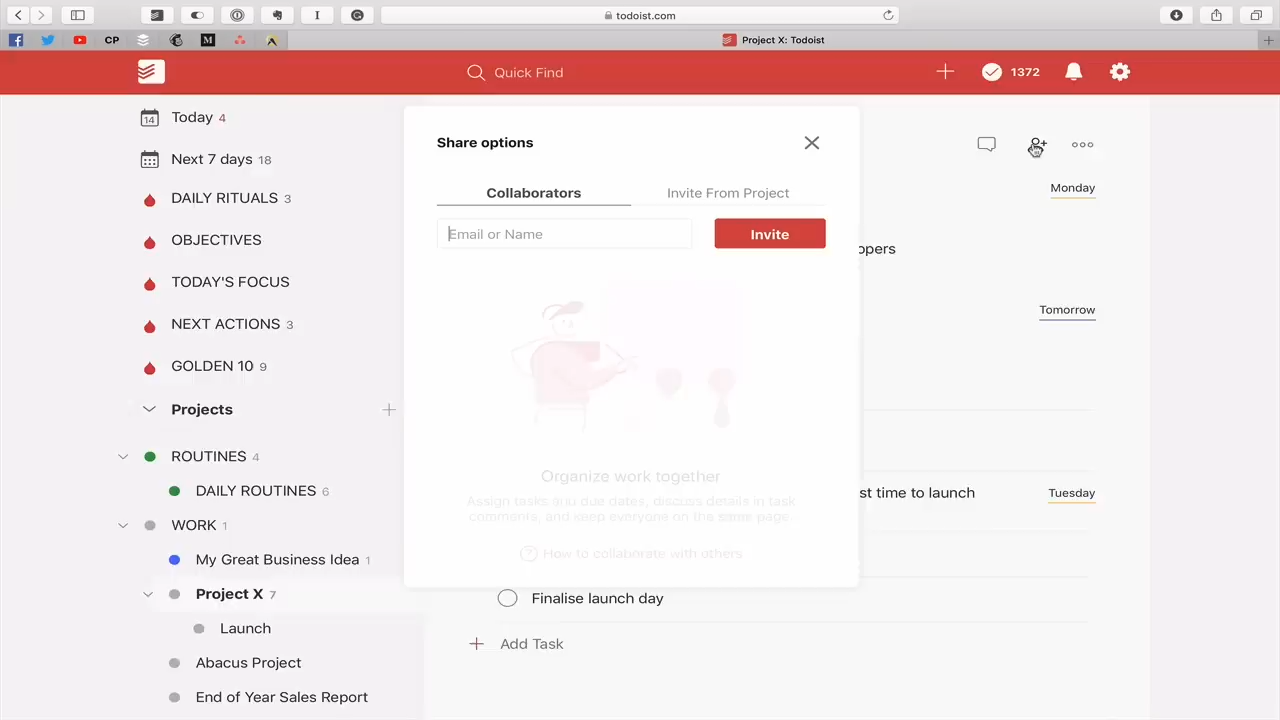 todoist.com
CP
M
Project X: Todoist
Quick Find
1372
14
Today 4
Next 7 days 18
DAILY RITUALS 3
OBJECTIVES
TODAY'S FOCUS
NEXT ACTIONS 3
GOLDEN 10 9
Projects
ROUTINES 4
DAILY ROUTINES 6
WORK 1
My Great Business Idea 1
Project X 7
Launch
Abacus Project
End of Year Sales Report
Share options
Collaborators
Invite From Project
Email or Name
Invite
Organize work together
Assign tasks and due dates, discuss details in task
comments, and keep everyone on the same page.
How to collaborate with others
Monday
opers
Tomorrow
st time to launch
Tuesday
Finalise launch day
Add Task